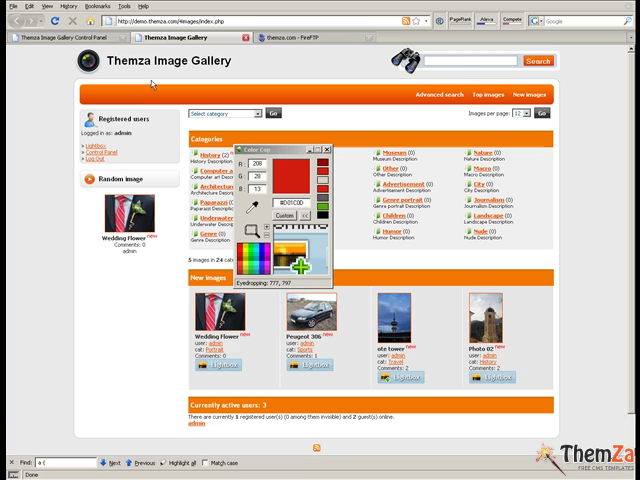 File Edit View History Bookmarks Tools Help
http://demo.themza.com/4images/index.php
PageRank Alexa Compete Google
Themza Image Gallery Control Panel Themza Image Gallery themza.com - FireFTP
Themza Image Gallery
Search
Advanced search Top images New images
Registered users
Logged in as: admin
Lightbox
Control Panel
Log Out
Random image
Wedding Flower
Comments: 0
admin
Select category Go
Images per page: 12 Go
Categories
History (2)
History Description
Computer a
Computer art
Architecture
Architecture
Paparazzi
Paparazzi De
Underwater
Underwater
Genre
Genre Descr
Museum (0)
Museum Description
Other (0)
Other Description
Advertisement (0)
Advertisement Description
Genre portrait (0)
Genre portrait Description
Children (0)
Children Description
Humor (0)
Humor Description
Nature (0)
Nature Description
Macro (0)
Macro Description
City (0)
City Description
Journalism (0)
Journalism Description
Landscape (0)
Landscape Description
Nude (0)
Nude Description
Color Cop
R: 208
G: 28
B: 13
#D01C0D
Custom <<
Eyedropping: 777, 797
5 images in 24 cate
New images
Wedding Flower new
user: admin
cat: Portrait
Comments: 0
Lightbox
Peugeot 306 new
user: admin
cat: Sports
Comments: 1
Lightbox
ote tower new
user: admin
cat: Travel
Comments: 2
Lightbox
Photo 02 new
user: admin
cat: History
Comments: 2
Lightbox
Currently active users: 3
There are currently 1 registered user(s) (0 among them invisible) and 2 guest(s) online.
admin
Find: a { Next Previous Highlight all Match case
Done
ThemZa
FREE CMS TEMPLATES